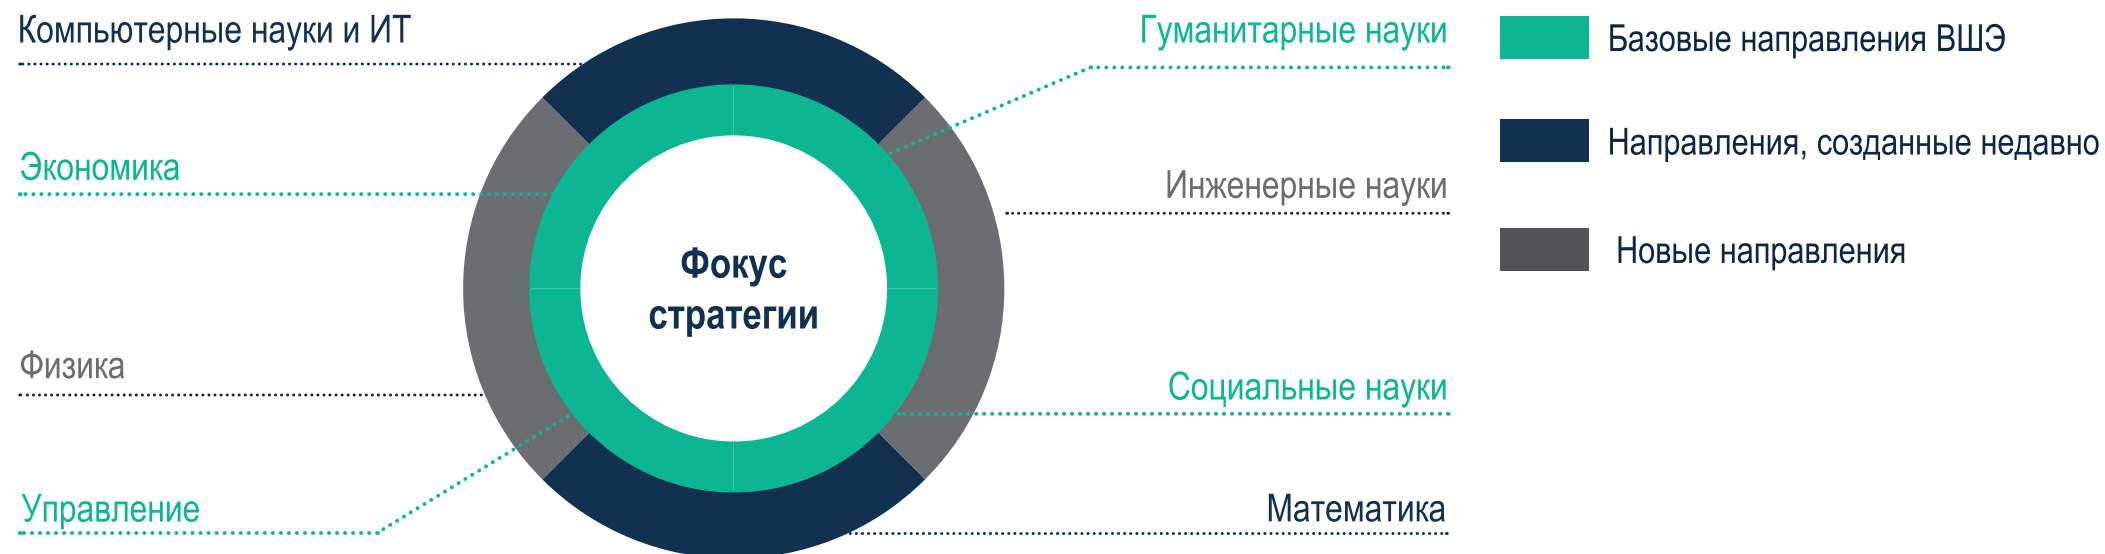 Компьютерные науки и ИТ
Экономика
Физика
Управление
Фокус
стратегии
Гуманитарные науки
Инженерные науки
Социальные науки
Математика
Базовые направления ВШЭ
Направления, созданные недавно
Новые направления